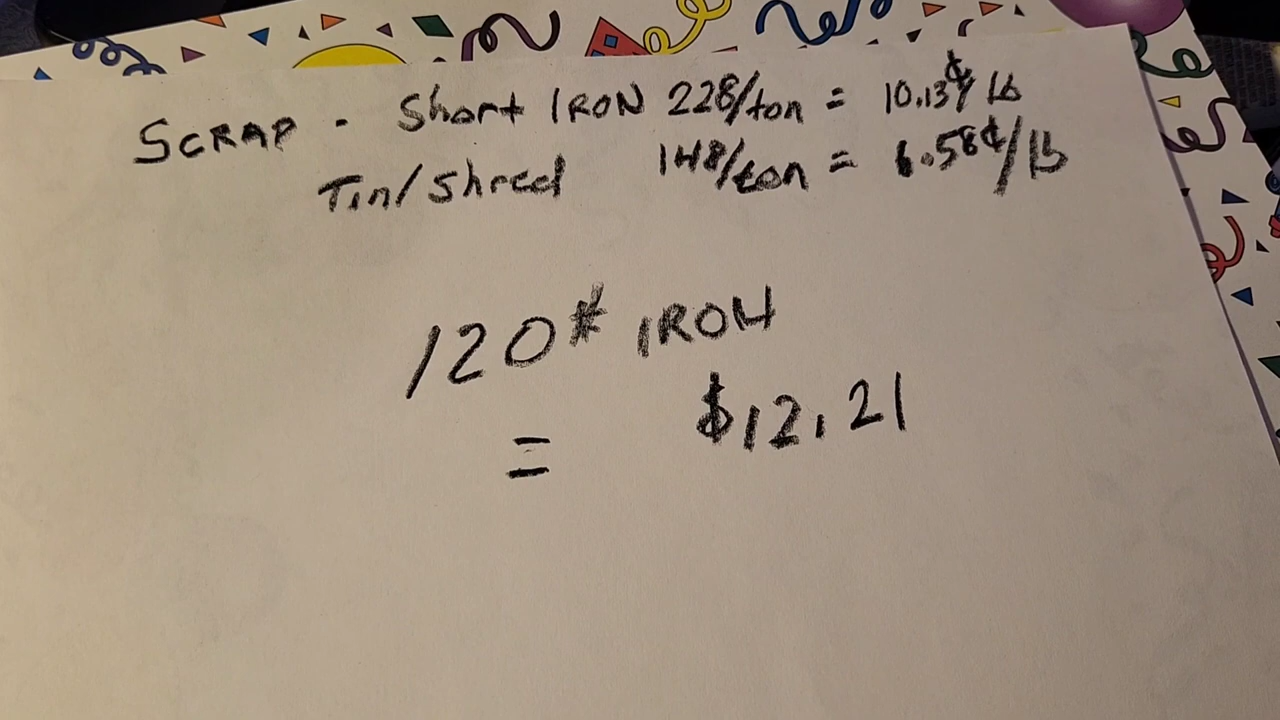 SCRAP - Short IRON 228/ton = 10.13¢/lb
Tin/Shred 148/ton = 6.58¢/lb
120# IRON
= $12.21